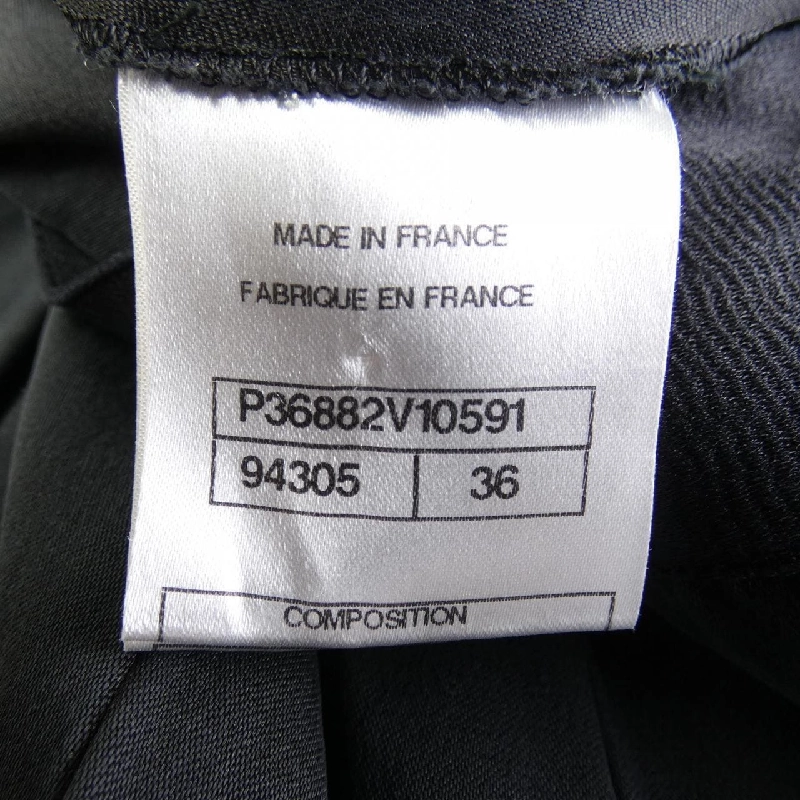 MADE IN FRANCE
FABRIQUE EN FRANCE
P36882V10591
94305 36
COMPOSITION